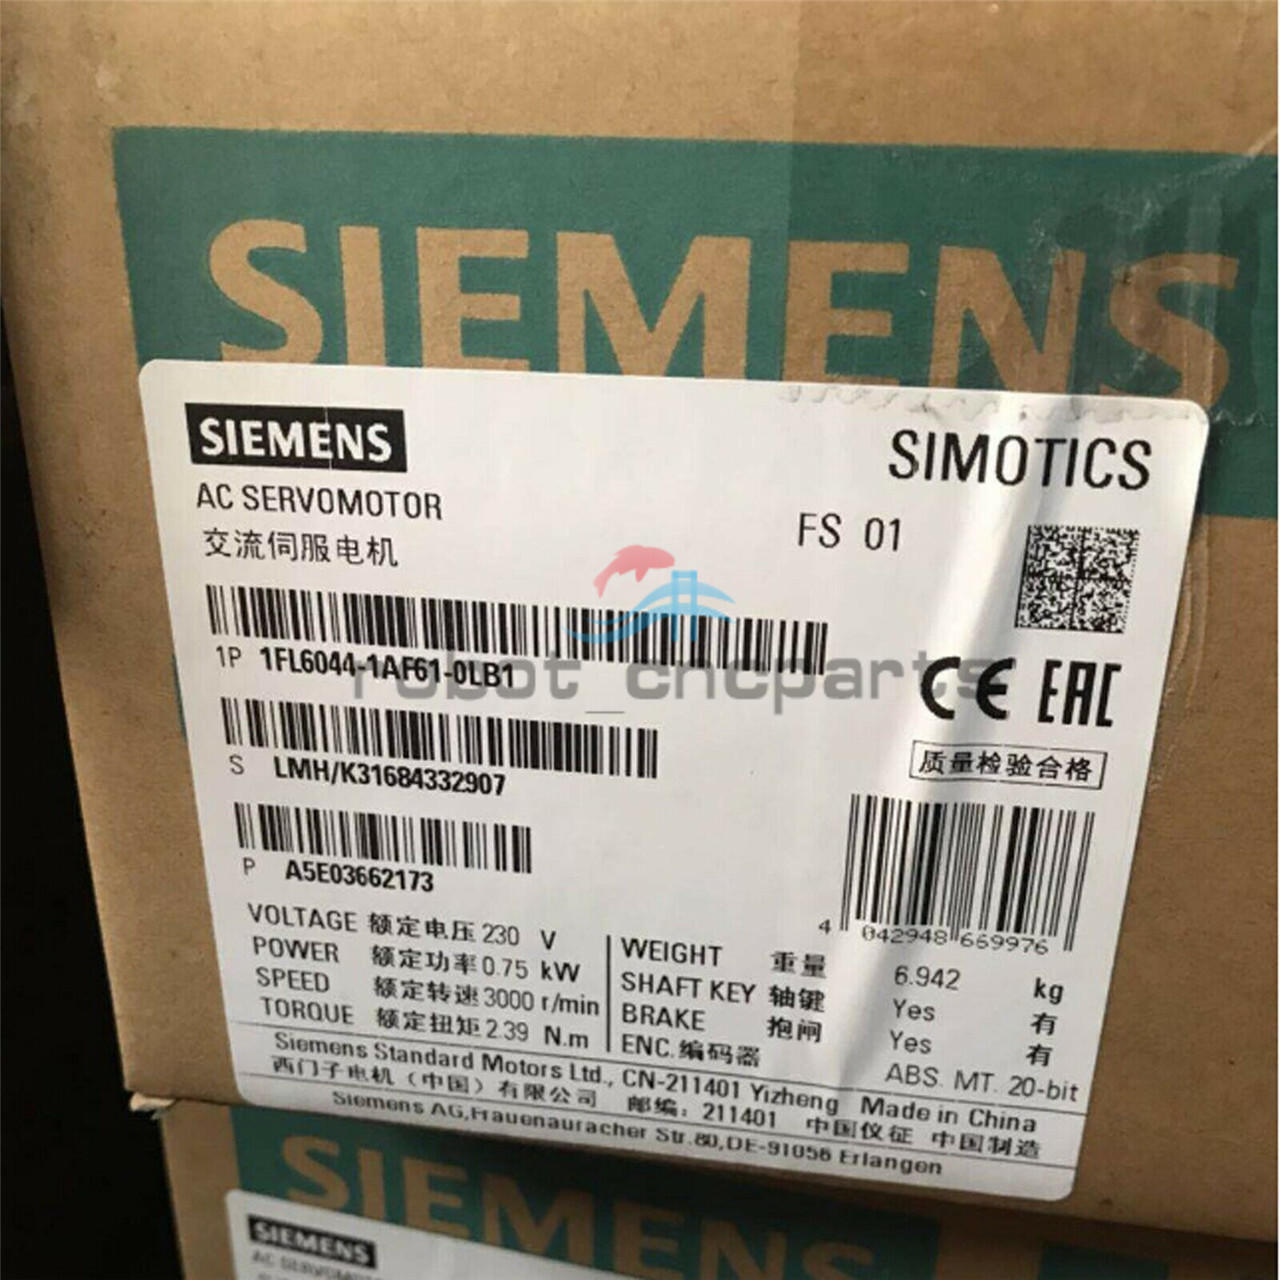 SIEMENS
SIEMENS
SIMOTICS
AC SERVOMOTOR
交流伺服电机
FS 01
1P 1FL6044-1AF61-0LB1
robot_cncparts
CE EAC
S LMH/K31684332907
质量检验合格
P A5E03662173
4 042948 669976
VOLTAGE 额定电压 230 V
POWER 额定功率 0.75 kW
SPEED 额定转速 3000 r/min
TORQUE 额定扭矩 2.39 N.m
WEIGHT 重量 6.942 kg
SHAFT KEY 轴键 Yes 有
BRAKE 抱闸 Yes 有
ENC. 编码器 ABS. MT. 20-bit
Siemens Standard Motors Ltd., CN-211401 Yizheng Made in China
西门子电机（中国）有限公司 邮编：211401 中国仪征 中国制造
Siemens AG,Frauenauracher Str.80,DE-91056 Erlangen
SIEMENS
SIEMENS
AC SERVOMOTOR